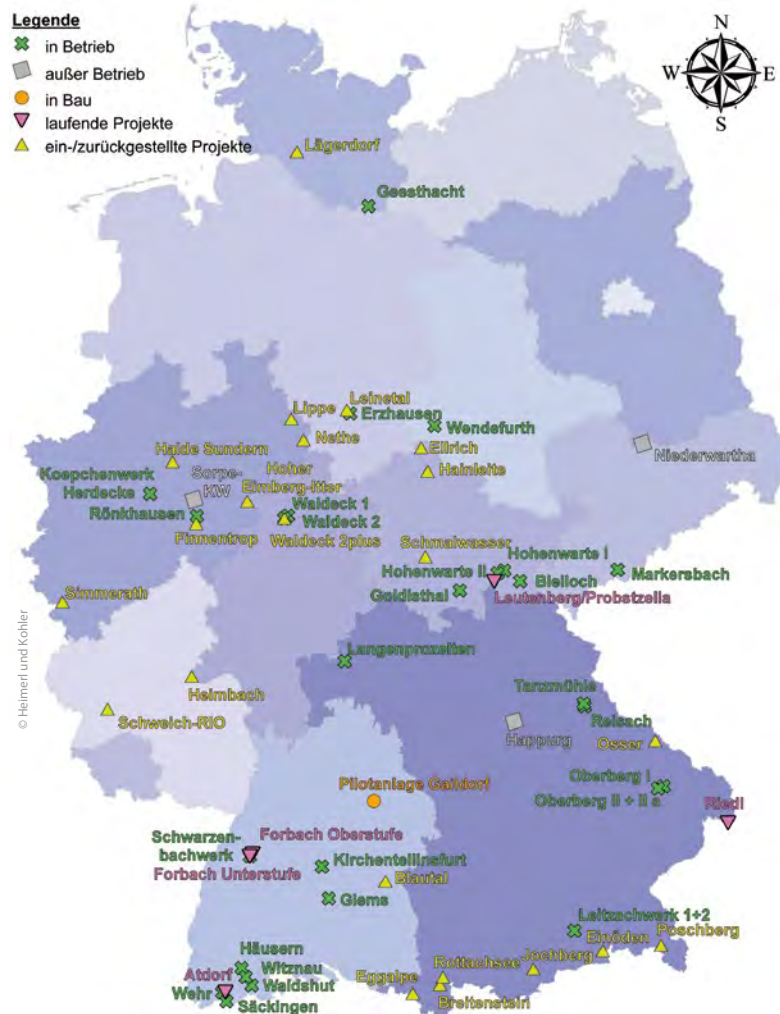 Legende
in Betrieb
außer Betrieb
in Bau
laufende Projekte
ein-/zurückgestellte Projekte
N
W
E
S
Lägerdorf
Geesthacht
Leinetal
Lippe
Erzhausen
Wendefurth
Nethe
Ellrich
Niederwartha
Haide Sundern
Hoher
Hainleite
Koepchenwerk
Sorpe-
Herdecke
KW
Eimberg-Itter
Waldeck 1
Rönkhausen
Waldeck 2
Finnentrop
Waldeck 2plus
Schmalwasser
Hohenwarte I
Hohenwarte II
Bleiloch
Markersbach
Goldisthal
Leutenberg/Probstzella
Simmerath
© Heimerl und Kohler
Langenprozelten
Heimbach
Tanzmühle
Schweich-RIO
Reisach
Happurg
Osser
Oberberg I
Pilotanlage Gaildorf
Oberberg II + II a
Riedl
Forbach Oberstufe
Schwarzen-
bachwerk
Forbach Unterstufe
Kirchentellinsfurt
Blautal
Glems
Leitzachwerk 1+2
Poschberg
Einöden
Jochberg
Häusern
Rottachsee
Witznau
Atdorf
Eggalpe
Waldshut
Wehr
Breitenstein
Säckingen